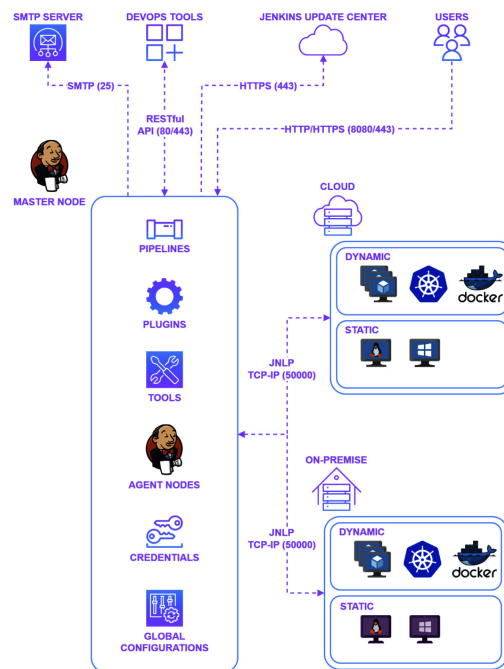 SMTP SERVER
DEVOPS TOOLS
JENKINS UPDATE CENTER
USERS
SMTP (25)
HTTPS (443)
RESTful
API (80/443)
HTTP/HTTPS (8080/443)
MASTER NODE
CLOUD
PIPELINES
DYNAMIC
docker
PLUGINS
STATIC
JNLP
TCP-IP (50000)
TOOLS
ON-PREMISE
AGENT NODES
JNLP
TCP-IP (50000)
DYNAMIC
docker
CREDENTIALS
STATIC
GLOBAL
CONFIGURATIONS